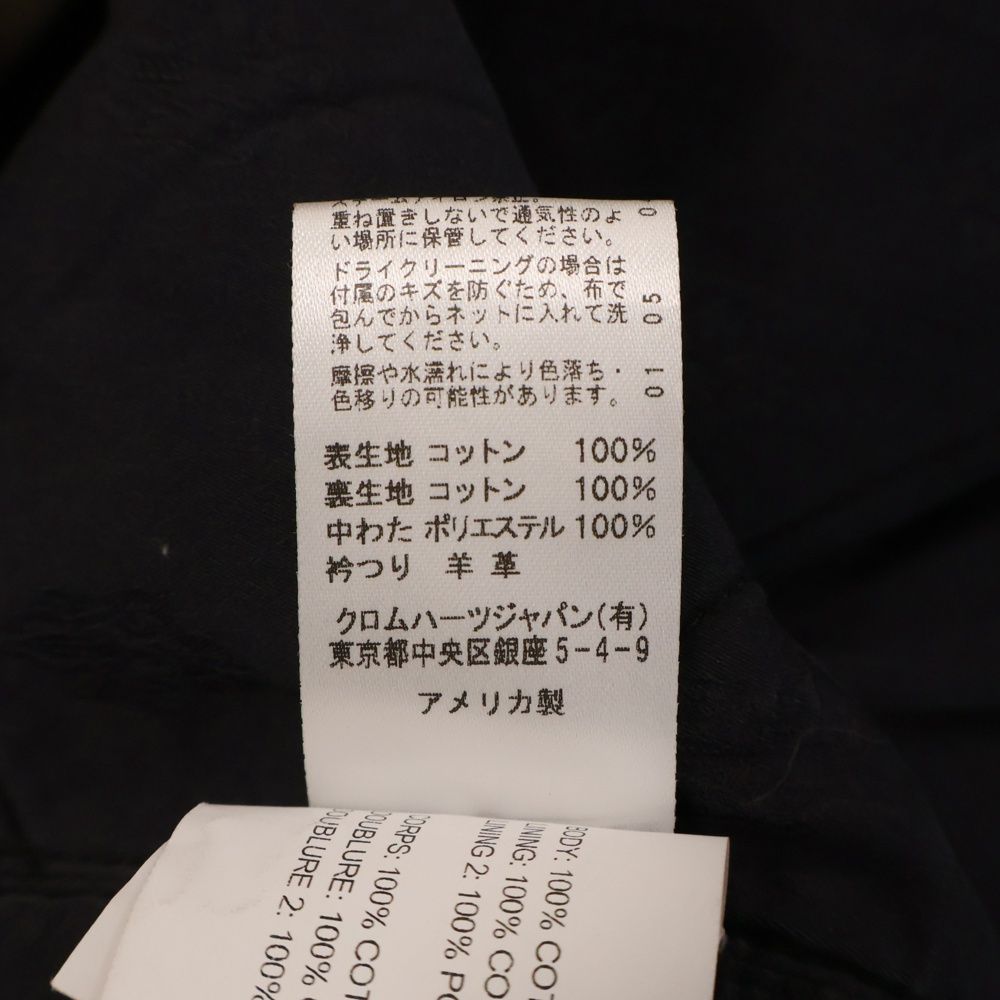 重ね置きしないで通気性のよ
い場所に保管してください。
ドライクリーニングの場合は
付属のキズを防ぐため、布で
包んでからネットに入れて洗
浄してください。
摩擦や水濡れにより色落ち・
色移りの可能性があります。
01 05
表生地 コットン 100%
裏生地 コットン 100%
中わた ポリエステル 100%
衿つり 羊革
クロムハーツジャパン(有)
東京都中央区銀座5-4-9
アメリカ製
BODY: 100% COT
LINING: 100% CO
LINING 2: 100% PO
CORPS: 100% COT
DOUBLURE: 100% C
DOUBLURE 2: 100%